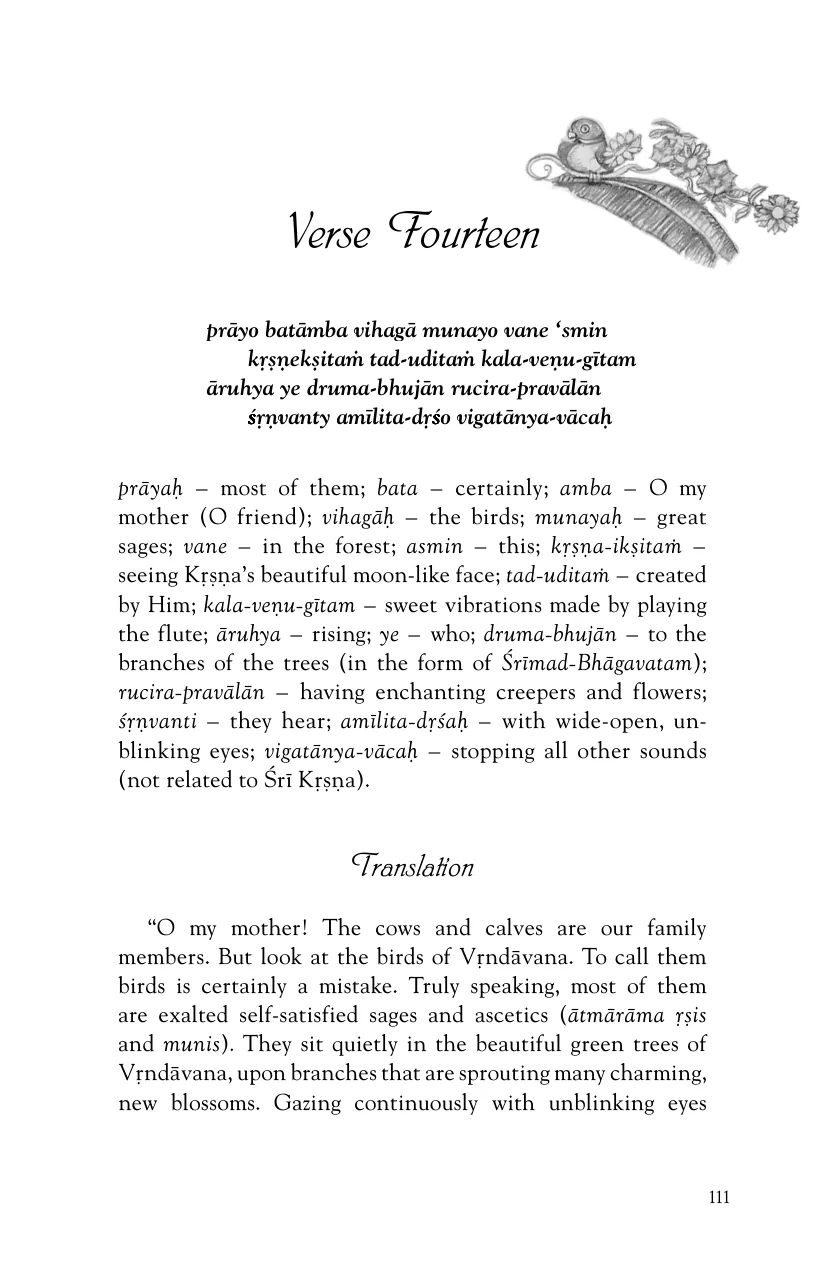 Verse Fourteen
prāyo batāmba vihagā munayo vane ‘smin
kṛṣṇekṣitaṁ tad-uditaṁ kala-veṇu-gītam
āruhya ye druma-bhujān rucira-pravālān
śṛṇvanty amīlita-dṛśo vigatānya-vācaḥ
prāyaḥ – most of them; bata – certainly; amba – O my
mother (O friend); vihagāḥ – the birds; munayaḥ – great
sages; vane – in the forest; asmin – this; kṛṣṇa-ikṣitaṁ –
seeing Kṛṣṇa’s beautiful moon-like face; tad-uditaṁ – created
by Him; kala-veṇu-gītam – sweet vibrations made by playing
the flute; āruhya – rising; ye – who; druma-bhujān – to the
branches of the trees (in the form of Śrīmad-Bhāgavatam);
rucira-pravālān – having enchanting creepers and flowers;
śṛṇvanti – they hear; amīlita-dṛśaḥ – with wide-open, un-
blinking eyes; vigatānya-vācaḥ – stopping all other sounds
(not related to Śrī Kṛṣṇa).
Translation
“O my mother! The cows and calves are our family
members. But look at the birds of Vṛndāvana. To call them
birds is certainly a mistake. Truly speaking, most of them
are exalted self-satisfied sages and ascetics (ātmārāma ṛṣis
and munis). They sit quietly in the beautiful green trees of
Vṛndāvana, upon branches that are sprouting many charming,
new blossoms. Gazing continuously with unblinking eyes
111